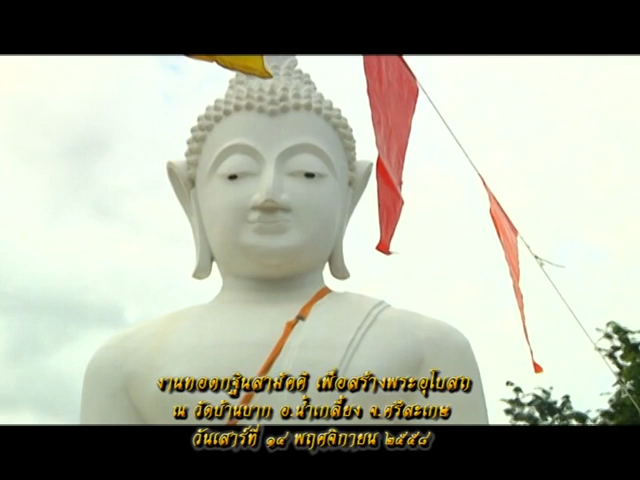 งานทอดกฐินสามัคคี เพื่อสร้างพระอุโบสถ
ณ วัดบ้านบาก อ.น้ำเกลี้ยง จ.ศรีสะเกษ
วันเสาร์ที่ ๑๔ พฤศจิกายน ๒๕๕๘